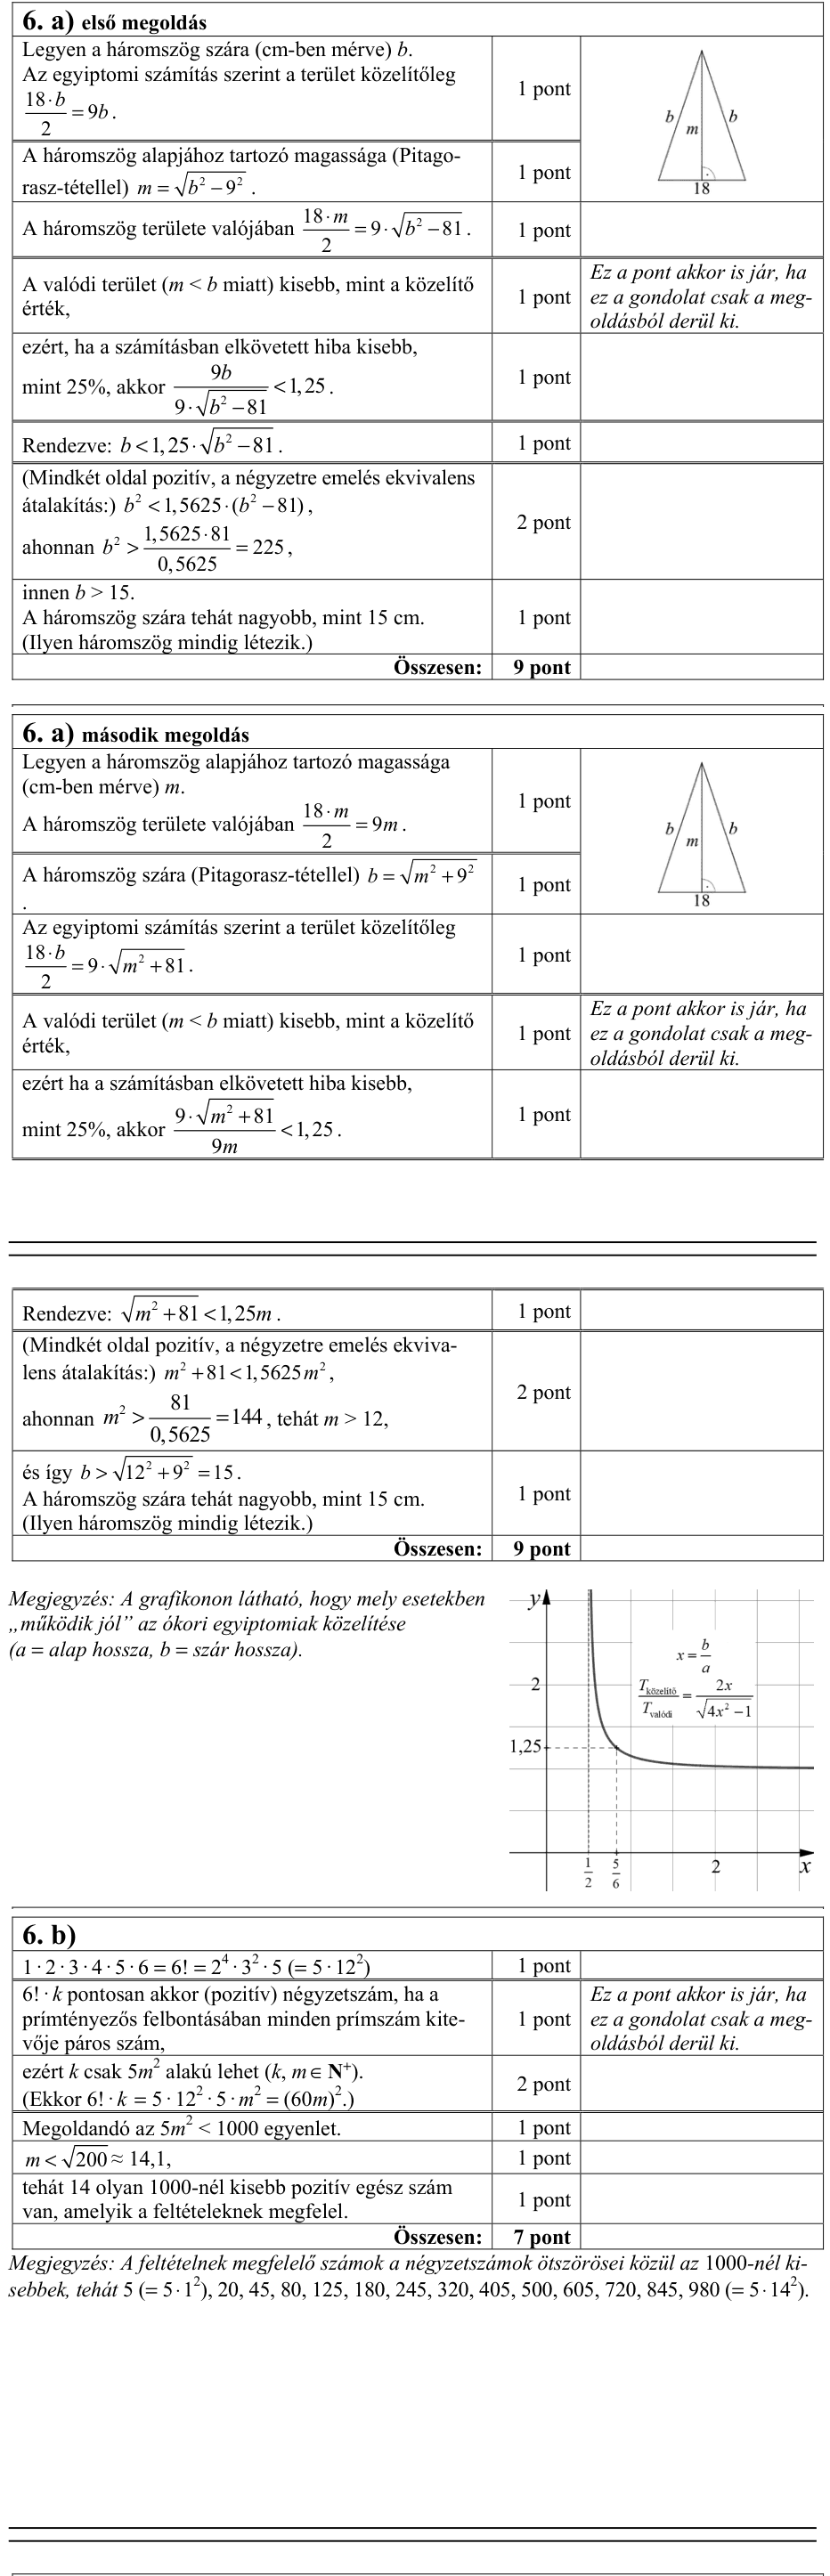 6. a) első megoldás
Legyen a háromszög szára (cm-ben mérve) b.
Az egyiptomi számítás szerint a terület közelítőleg
18·b/2 = 9b.
1 pont
b
m
b
18
A háromszög alapjához tartozó magassága (Pitago-
rasz-tétellel) m = √(b² − 9²) .
1 pont
A háromszög területe valójában 18·m/2 = 9·√(b² − 81) .
1 pont
A valódi terület (m < b miatt) kisebb, mint a közelítő
érték,
1 pont
Ez a pont akkor is jár, ha
ez a gondolat csak a meg-
oldásból derül ki.
ezért, ha a számításban elkövetett hiba kisebb,
mint 25%, akkor 9b/(9·√(b² − 81)) < 1,25 .
1 pont
Rendezve: b < 1,25·√(b² − 81) .
1 pont
(Mindkét oldal pozitív, a négyzetre emelés ekvivalens
átalakítás:) b² < 1,5625·(b² − 81) ,
ahonnan b² > 1,5625·81/0,5625 = 225 ,
2 pont
innen b > 15.
A háromszög szára tehát nagyobb, mint 15 cm.
(Ilyen háromszög mindig létezik.)
1 pont
Összesen: 9 pont
6. a) második megoldás
Legyen a háromszög alapjához tartozó magassága
(cm-ben mérve) m.
A háromszög területe valójában 18·m/2 = 9m .
1 pont
b
m
b
18
A háromszög szára (Pitagorasz-tétellel) b = √(m² + 9²)
.
1 pont
Az egyiptomi számítás szerint a terület közelítőleg
18·b/2 = 9·√(m² + 81) .
1 pont
A valódi terület (m < b miatt) kisebb, mint a közelítő
érték,
1 pont
Ez a pont akkor is jár, ha
ez a gondolat csak a meg-
oldásból derül ki.
ezért ha a számításban elkövetett hiba kisebb,
mint 25%, akkor 9·√(m² + 81)/9m < 1,25 .
1 pont
Rendezve: √(m² + 81) < 1,25m .
1 pont
(Mindkét oldal pozitív, a négyzetre emelés ekviva-
lens átalakítás:) m² + 81 < 1,5625m² ,
ahonnan m² > 81/0,5625 = 144 , tehát m > 12,
2 pont
és így b > √(12² + 9²) = 15 .
A háromszög szára tehát nagyobb, mint 15 cm.
(Ilyen háromszög mindig létezik.)
1 pont
Összesen: 9 pont
Megjegyzés: A grafikonon látható, hogy mely esetekben
„működik jól” az ókori egyiptomiak közelítése
(a = alap hossza, b = szár hossza).
y
x = b/a
T közelítő/T valódi = 2x/√(4x² − 1)
2
1,25
1/2
5/6
2
x
6. b)
1·2·3·4·5·6 = 6! = 2⁴·3²·5 (= 5·12²)
1 pont
6!·k pontosan akkor (pozitív) négyzetszám, ha a
prímtényezős felbontásában minden prímszám kite-
vője páros szám,
1 pont
Ez a pont akkor is jár, ha
ez a gondolat csak a meg-
oldásból derül ki.
ezért k csak 5m² alakú lehet (k, m ∈ N⁺).
(Ekkor 6!·k = 5·12²·5·m² = (60m)².)
2 pont
Megoldandó az 5m² < 1000 egyenlet.
1 pont
m < √200 ≈ 14,1,
1 pont
tehát 14 olyan 1000-nél kisebb pozitív egész szám
van, amelyik a feltételeknek megfelel.
1 pont
Összesen: 7 pont
Megjegyzés: A feltételnek megfelelő számok a négyzetszámok ötszörösei közül az 1000-nél ki-
sebbek, tehát 5 (= 5·1²), 20, 45, 80, 125, 180, 245, 320, 405, 500, 605, 720, 845, 980 (= 5·14²).